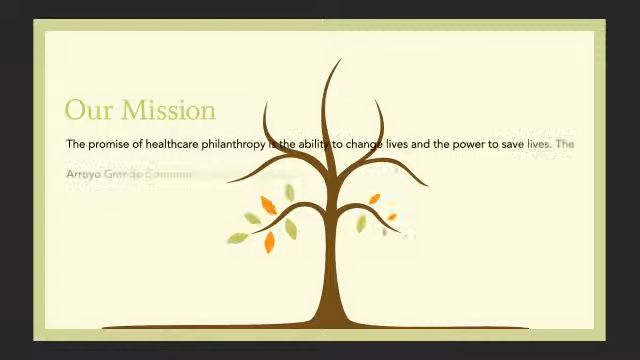 Our Mission
The promise of healthcare philanthropy is the ability to change lives and the power to save lives. The
Arroyo Grande